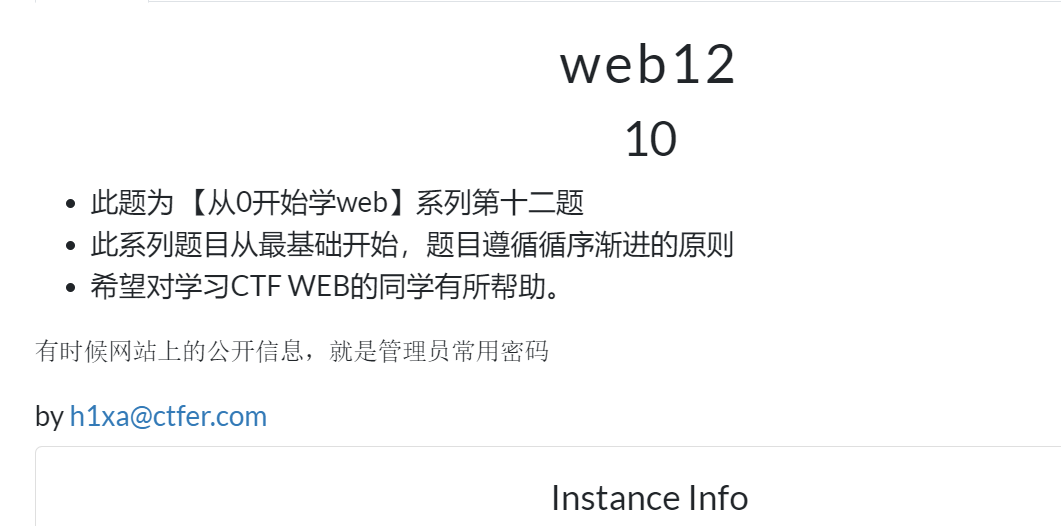 web12
10
此题为 【从0开始学web】系列第十二题
此系列题目从最基础开始，题目遵循循序渐进的原则
希望对学习CTF WEB的同学有所帮助。
有时候网站上的公开信息，就是管理员常用密码
by h1xa@ctfer.com
Instance Info